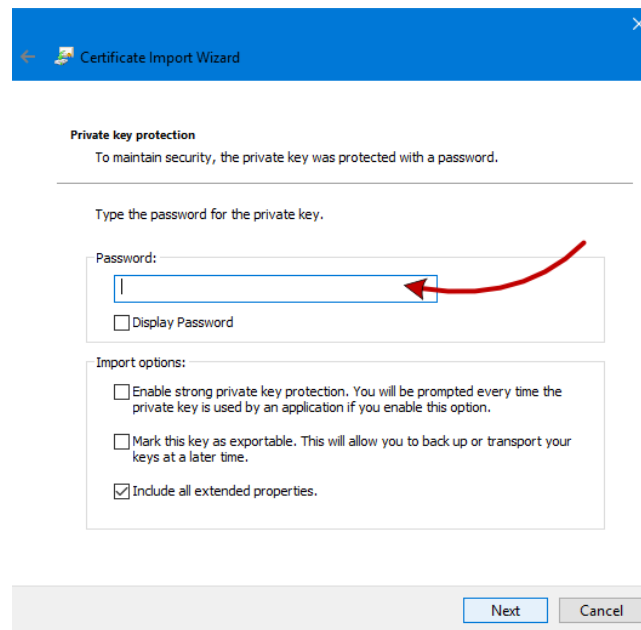 Certificate Import Wizard
Private key protection
To maintain security, the private key was protected with a password.
Type the password for the private key.
Password:
Display Password
Import options:
Enable strong private key protection. You will be prompted every time the
private key is used by an application if you enable this option.
Mark this key as exportable. This will allow you to back up or transport your
keys at a later time.
Include all extended properties.
Next
Cancel